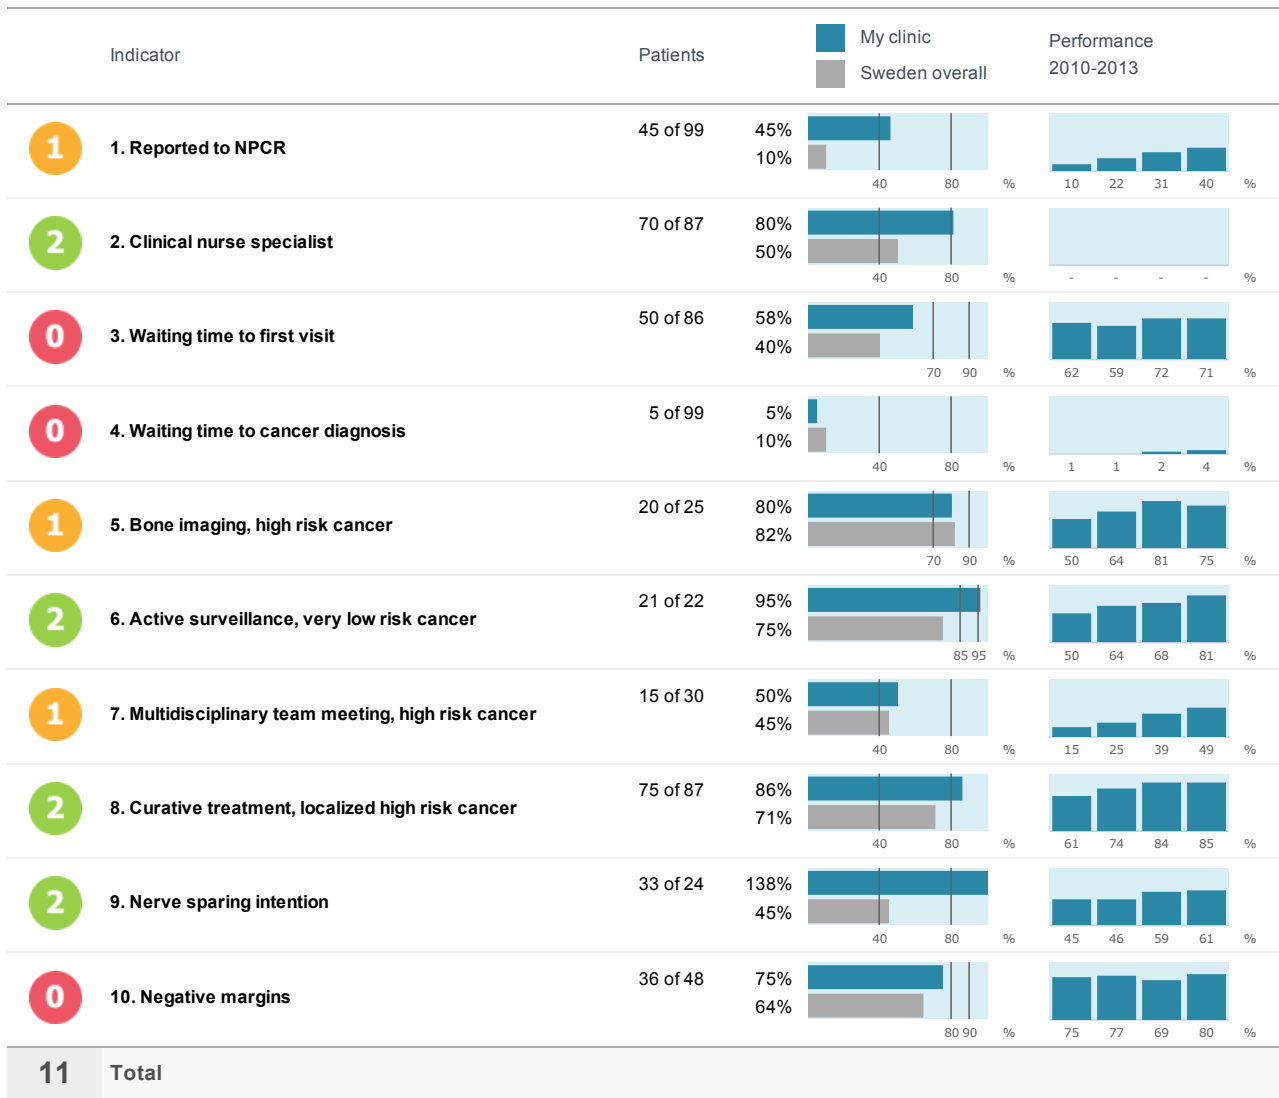 Indicator Patients My clinic Performance
Sweden overall 2010-2013
1 1. Reported to NPCR 45 of 99 45%
10%
40 80 % 10 22 31 40 %
2 2. Clinical nurse specialist 70 of 87 80%
50%
40 80 % - - - - %
0 3. Waiting time to first visit 50 of 86 58%
40%
70 90 % 62 59 72 71 %
0 4. Waiting time to cancer diagnosis 5 of 99 5%
10%
40 80 % 1 1 2 4 %
1 5. Bone imaging, high risk cancer 20 of 25 80%
82%
70 90 % 50 64 81 75 %
2 6. Active surveillance, very low risk cancer 21 of 22 95%
75%
85 95 % 50 64 68 81 %
1 7. Multidisciplinary team meeting, high risk cancer 15 of 30 50%
45%
40 80 % 15 25 39 49 %
2 8. Curative treatment, localized high risk cancer 75 of 87 86%
71%
40 80 % 61 74 84 85 %
2 9. Nerve sparing intention 33 of 24 138%
45%
40 80 % 45 46 59 61 %
0 10. Negative margins 36 of 48 75%
64%
80 90 % 75 77 69 80 %
11 Total